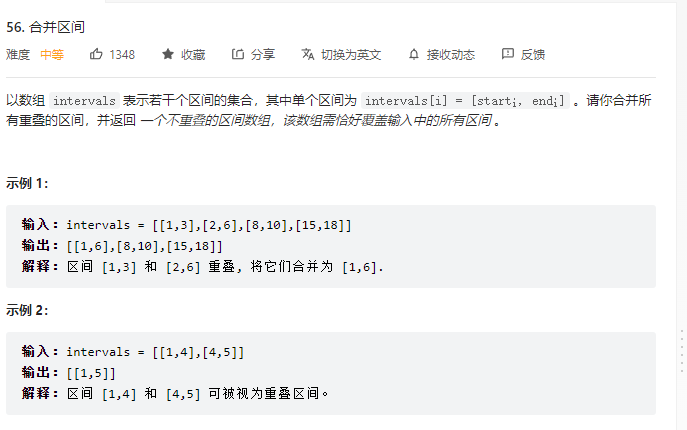 56. 合并区间
难度 中等 1348 收藏 分享 切换为英文 接收动态 反馈
以数组 intervals 表示若干个区间的集合，其中单个区间为 intervals[i] = [starti, endi] 。请你合并所
有重叠的区间，并返回 一个不重叠的区间数组，该数组需恰好覆盖输入中的所有区间 。
示例 1：
输入：intervals = [[1,3],[2,6],[8,10],[15,18]]
输出：[[1,6],[8,10],[15,18]]
解释：区间 [1,3] 和 [2,6] 重叠, 将它们合并为 [1,6].
示例 2：
输入：intervals = [[1,4],[4,5]]
输出：[[1,5]]
解释：区间 [1,4] 和 [4,5] 可被视为重叠区间。